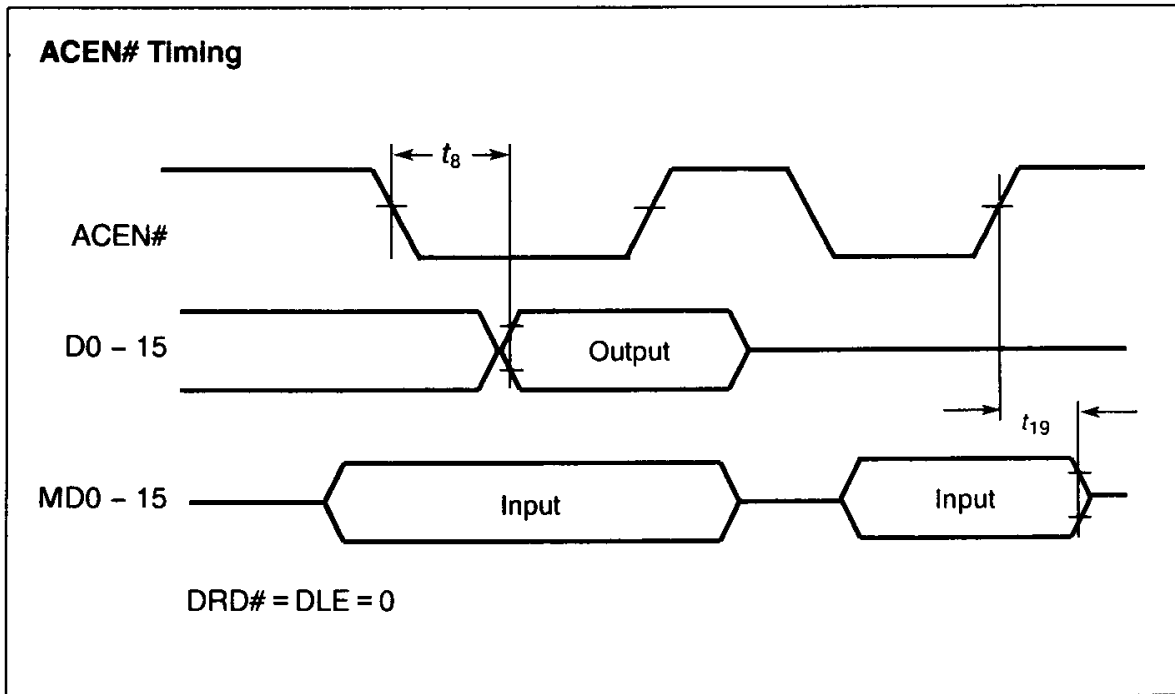 ACEN# Timing
t8
ACEN#
D0 – 15
Output
t19
MD0 – 15
Input
Input
DRD# = DLE = 0